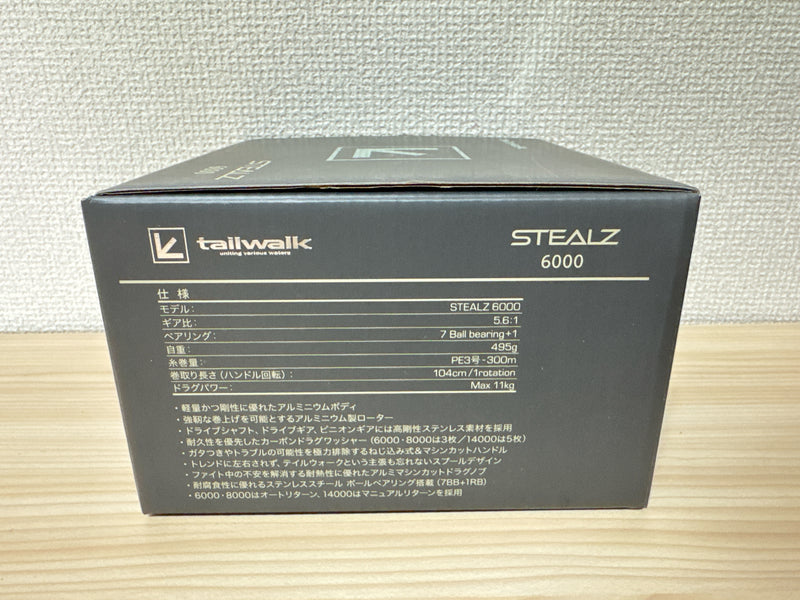 STEALZ
6000
tailwalk
uniting various waters
STEALZ
6000
仕 様
モデル: STEALZ 6000
ギア比: 5.6:1
ベアリング: 7 Ball bearing+1
自重: 495g
糸巻量: PE3号-300m
巻取り長さ(ハンドル回転): 104cm/1rotation
ドラグパワー: Max 11kg
・軽量かつ剛性に優れたアルミニウムボディ
・強靭な巻上げを可能とするアルミニウム製ローター
・ドライブシャフト、ドライブギア、ピニオンギアには高剛性ステンレス素材を採用
・耐久性を優先したカーボンドラグワッシャー(6000・8000は3枚/14000は5枚)
・ガタつきやトラブルの可能性を極力排除するねじ込み式&マシンカットハンドル
・トレンドに左右されず、テイルウォークという主張も忘れないスプールデザイン
・ファイト中の不安を解消する耐熱性に優れたアルミマシンカットドラグノブ
・耐腐食性に優れるステンレススチール ボールベアリング搭載(7BB+1RB)
・6000・8000はオートリターン、14000はマニュアルリターンを採用